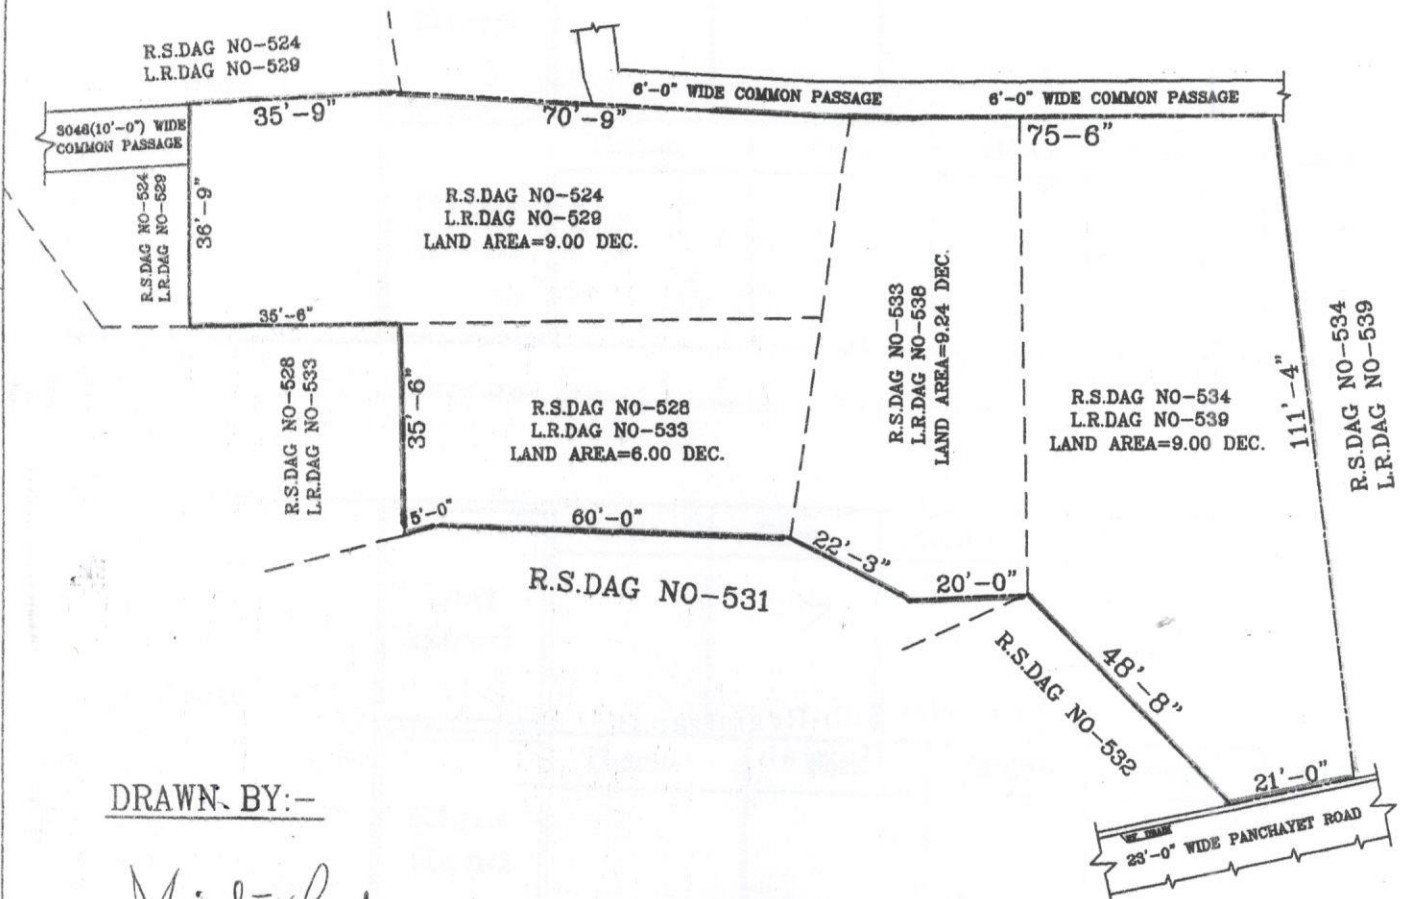 R.S.DAG NO-524
L.R.DAG NO-529
35'-9"
70'-9"
6'-0" WIDE COMMON PASSAGE
6'-0" WIDE COMMON PASSAGE
75-6"
3048(10'-0") WIDE
COMMON PASSAGE
R.S.DAG NO-524
L.R.DAG NO-529
36'-9"
R.S.DAG NO-524
L.R.DAG NO-529
LAND AREA=9.00 DEC.
35'-6"
R.S.DAG NO-528
L.R.DAG NO-533
35'-6"
R.S.DAG NO-528
L.R.DAG NO-533
LAND AREA=6.00 DEC.
R.S.DAG NO-533
L.R.DAG NO-538
LAND AREA=9.24 DEC.
R.S.DAG NO-534
L.R.DAG NO-539
LAND AREA=9.00 DEC.
111'-4"
R.S.DAG NO-534
L.R.DAG NO-539
5'-0"
60'-0"
22'-3"
20'-0"
R.S.DAG NO-531
48'-8"
R.S.DAG NO-532
21'-0"
23'-0" WIDE PANCHAYET ROAD
DRAWN BY:-